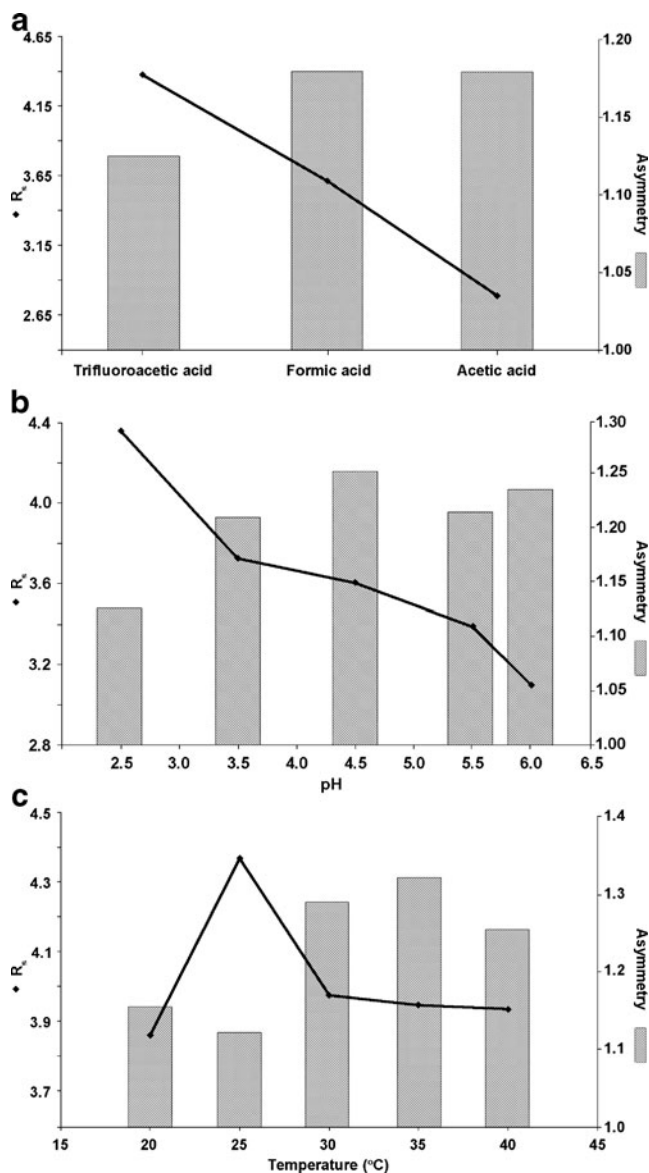 a
4.65
4.15
3.65
3.15
2.65
◆ Rs
1.20
1.15
1.10
1.05
1.00
Asymmetry
Trifluoroacetic acid Formic acid Acetic acid
b
4.4
4.0
3.6
3.2
2.8
◆ Rs
1.30
1.25
1.20
1.15
1.10
1.05
1.00
Asymmetry
2.5 3.0 3.5 4.0 4.5 5.0 5.5 6.0 6.5
pH
c
4.5
4.3
4.1
3.9
3.7
◆ Rs
1.4
1.3
1.2
1.1
1.0
Asymmetry
15 20 25 30 35 40 45
Temperature (ºC)